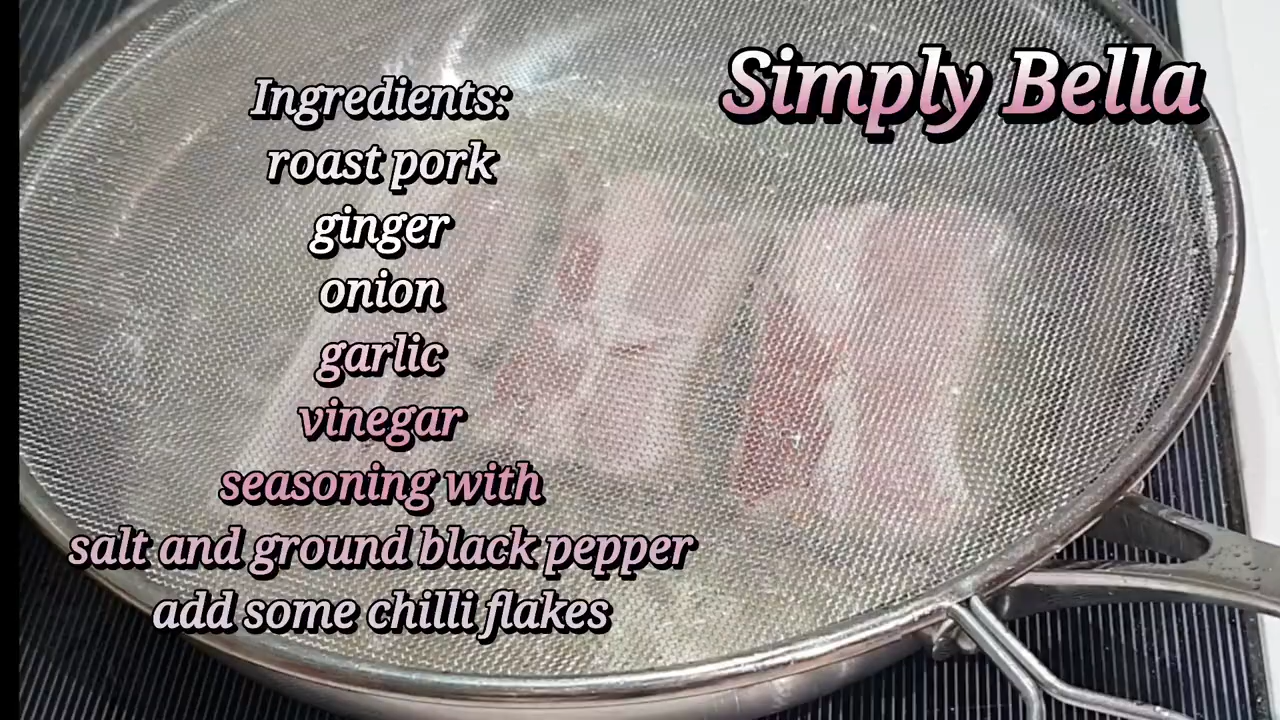 Simply Bella
Ingredients:
roast pork
ginger
onion
garlic
vinegar
seasoning with
salt and ground black pepper
add some chilli flakes